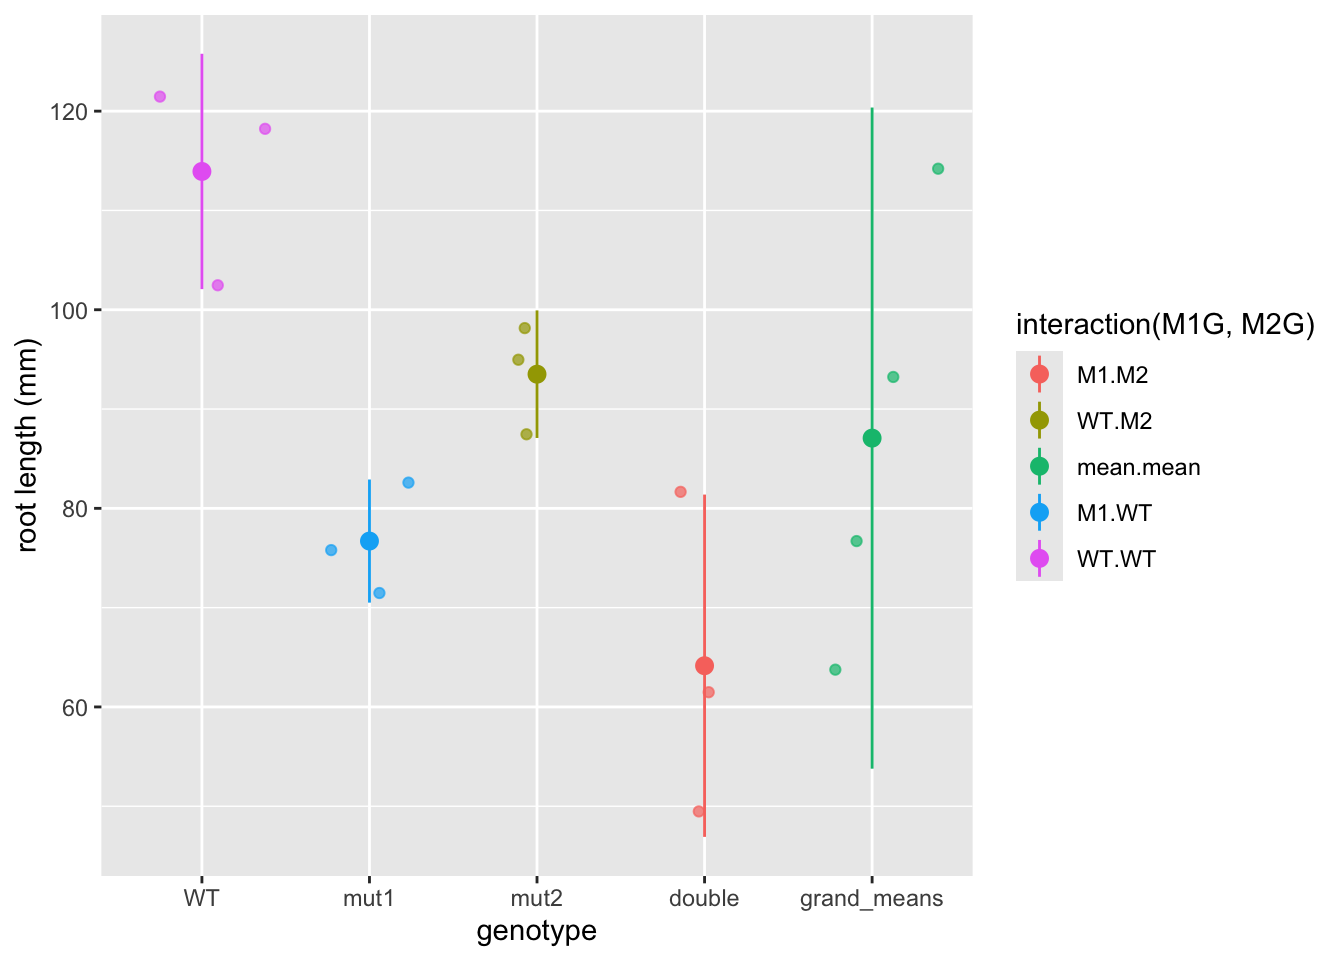 root length (mm)
120
100
80
60
WT
mut1
mut2
double
grand_means
genotype
interaction(M1G, M2G)
M1.M2
WT.M2
mean.mean
M1.WT
WT.WT